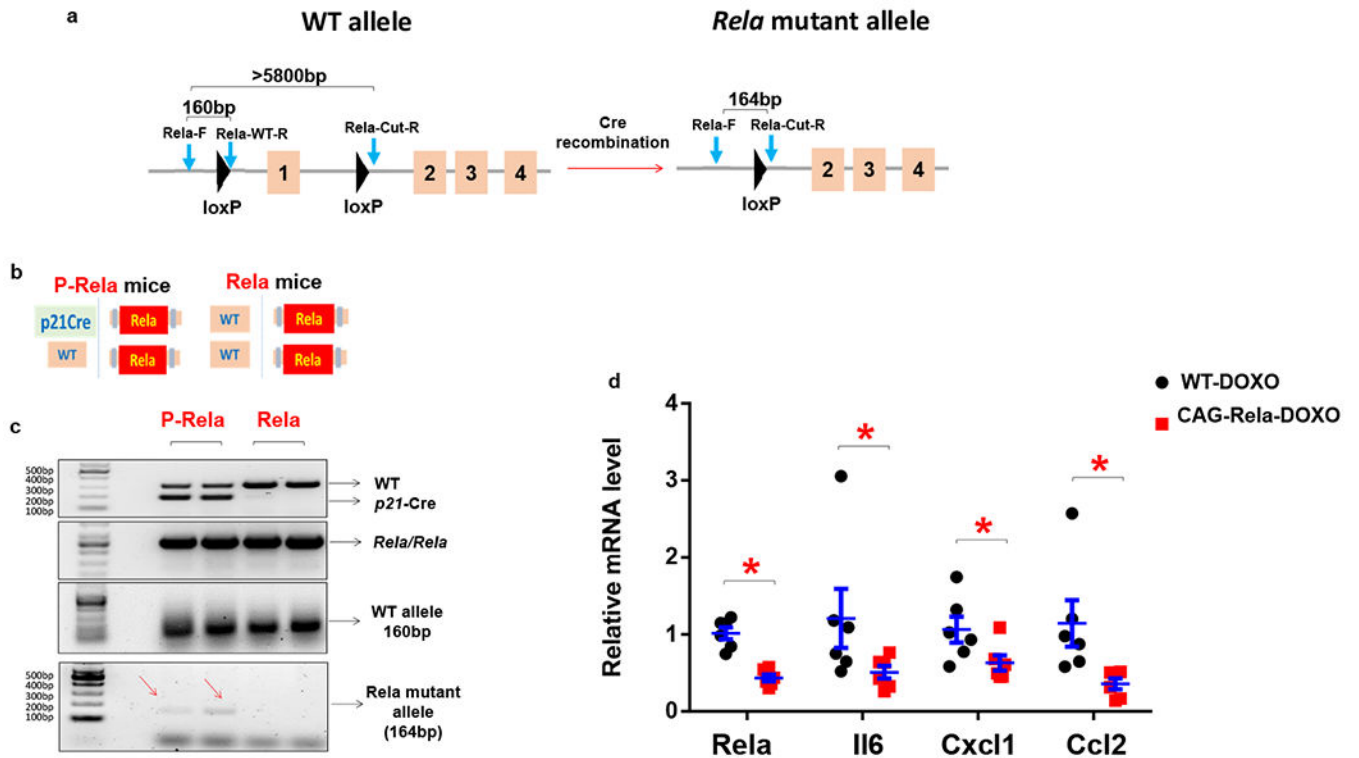 a
WT allele
Rela mutant allele
>5800bp
160bp
Rela-F
Rela-WT-R
Rela-Cut-R
1
2
3
4
loxP
loxP
Cre
recombination
164bp
Rela-F
Rela-Cut-R
2
3
4
loxP
b
P-Rela mice
Rela mice
p21Cre
Rela
WT
Rela
WT
Rela
WT
Rela
c
P-Rela
Rela
500bp
400bp
300bp
200bp
100bp
WT
p21-Cre
Rela/Rela
WT allele
160bp
500bp
400bp
300bp
200bp
100bp
Rela mutant
allele
(164bp)
d
WT-DOXO
CAG-Rela-DOXO
Relative mRNA level
4
3
2
1
0
*
*
*
*
Rela
Il6
Cxcl1
Ccl2